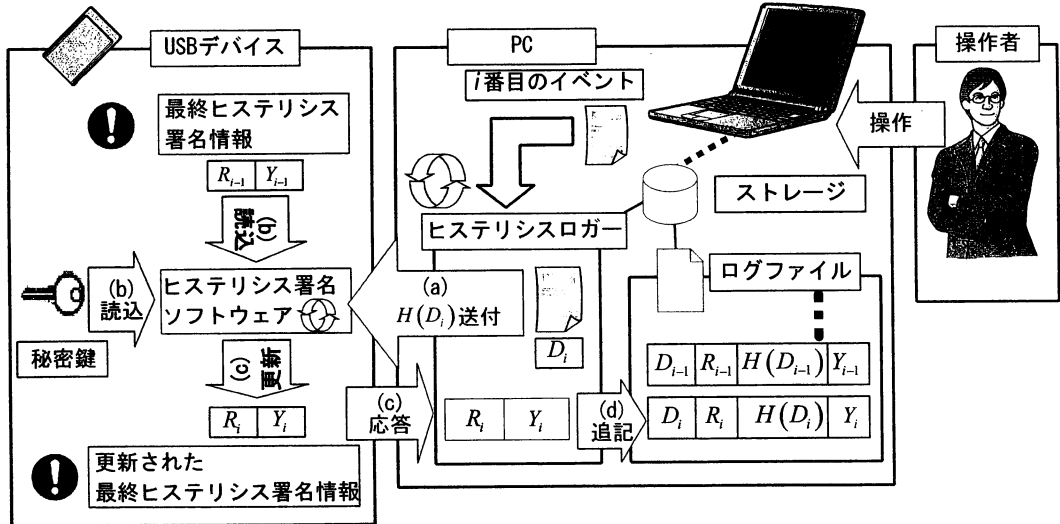 USBデバイス
最終ヒステリシス
署名情報
R_{i-1} Y_{i-1}
(b)
読込
(b)
読込
秘密鍵
ヒステリシス署名
ソフトウェア
(c)
更新
R_i Y_i
更新された
最終ヒステリシス署名情報
PC
i番目のイベント
ヒステリシスロガー
(a)
H(D_i)送付
D_i
(c)
応答
R_i Y_i
(d)
追記
ストレージ
ログファイル
D_{i-1} R_{i-1} H(D_{i-1}) Y_{i-1}
D_i R_i H(D_i) Y_i
操作者
操作